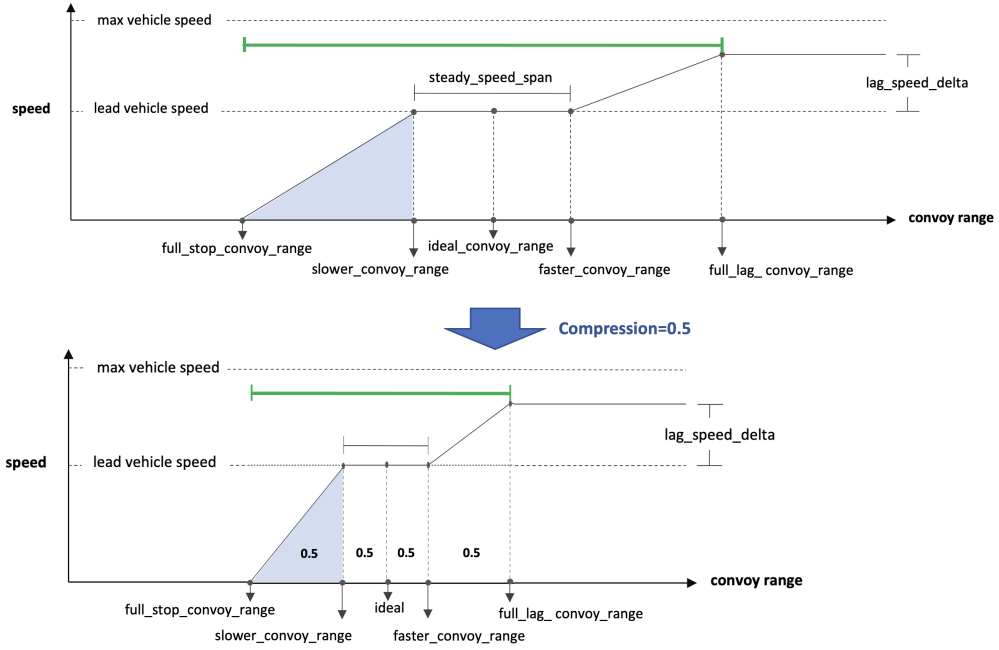 max vehicle speed
steady_speed_span
lag_speed_delta
speed
lead vehicle speed
convoy range
full_stop_convoy_range
ideal_convoy_range
slower_convoy_range
faster_convoy_range
full_lag_ convoy_range
Compression=0.5
max vehicle speed
lag_speed_delta
speed
lead vehicle speed
0.5
0.5
0.5
0.5
convoy range
full_stop_convoy_range
ideal
full_lag_ convoy_range
slower_convoy_range
faster_convoy_range